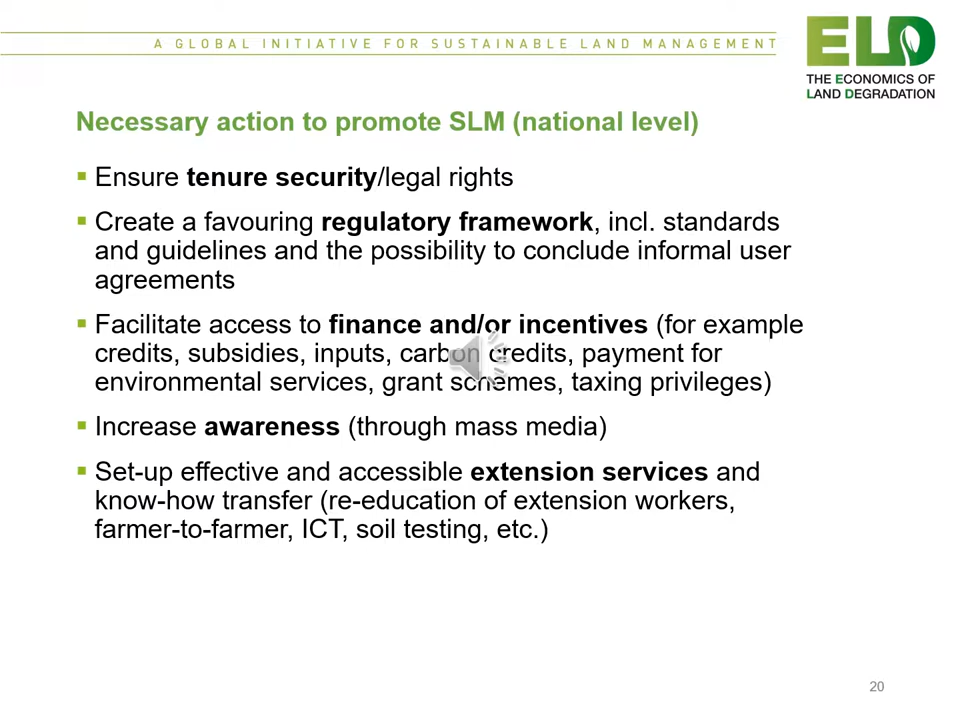 A GLOBAL INITIATIVE FOR SUSTAINABLE LAND MANAGEMENT
ELD
THE ECONOMICS OF
LAND DEGRADATION
Necessary action to promote SLM (national level)
Ensure tenure security/legal rights
Create a favouring regulatory framework, incl. standards
and guidelines and the possibility to conclude informal user
agreements
Facilitate access to finance and/or incentives (for example
credits, subsidies, inputs, carbon credits, payment for
environmental services, grant schemes, taxing privileges)
Increase awareness (through mass media)
Set-up effective and accessible extension services and
know-how transfer (re-education of extension workers,
farmer-to-farmer, ICT, soil testing, etc.)
20